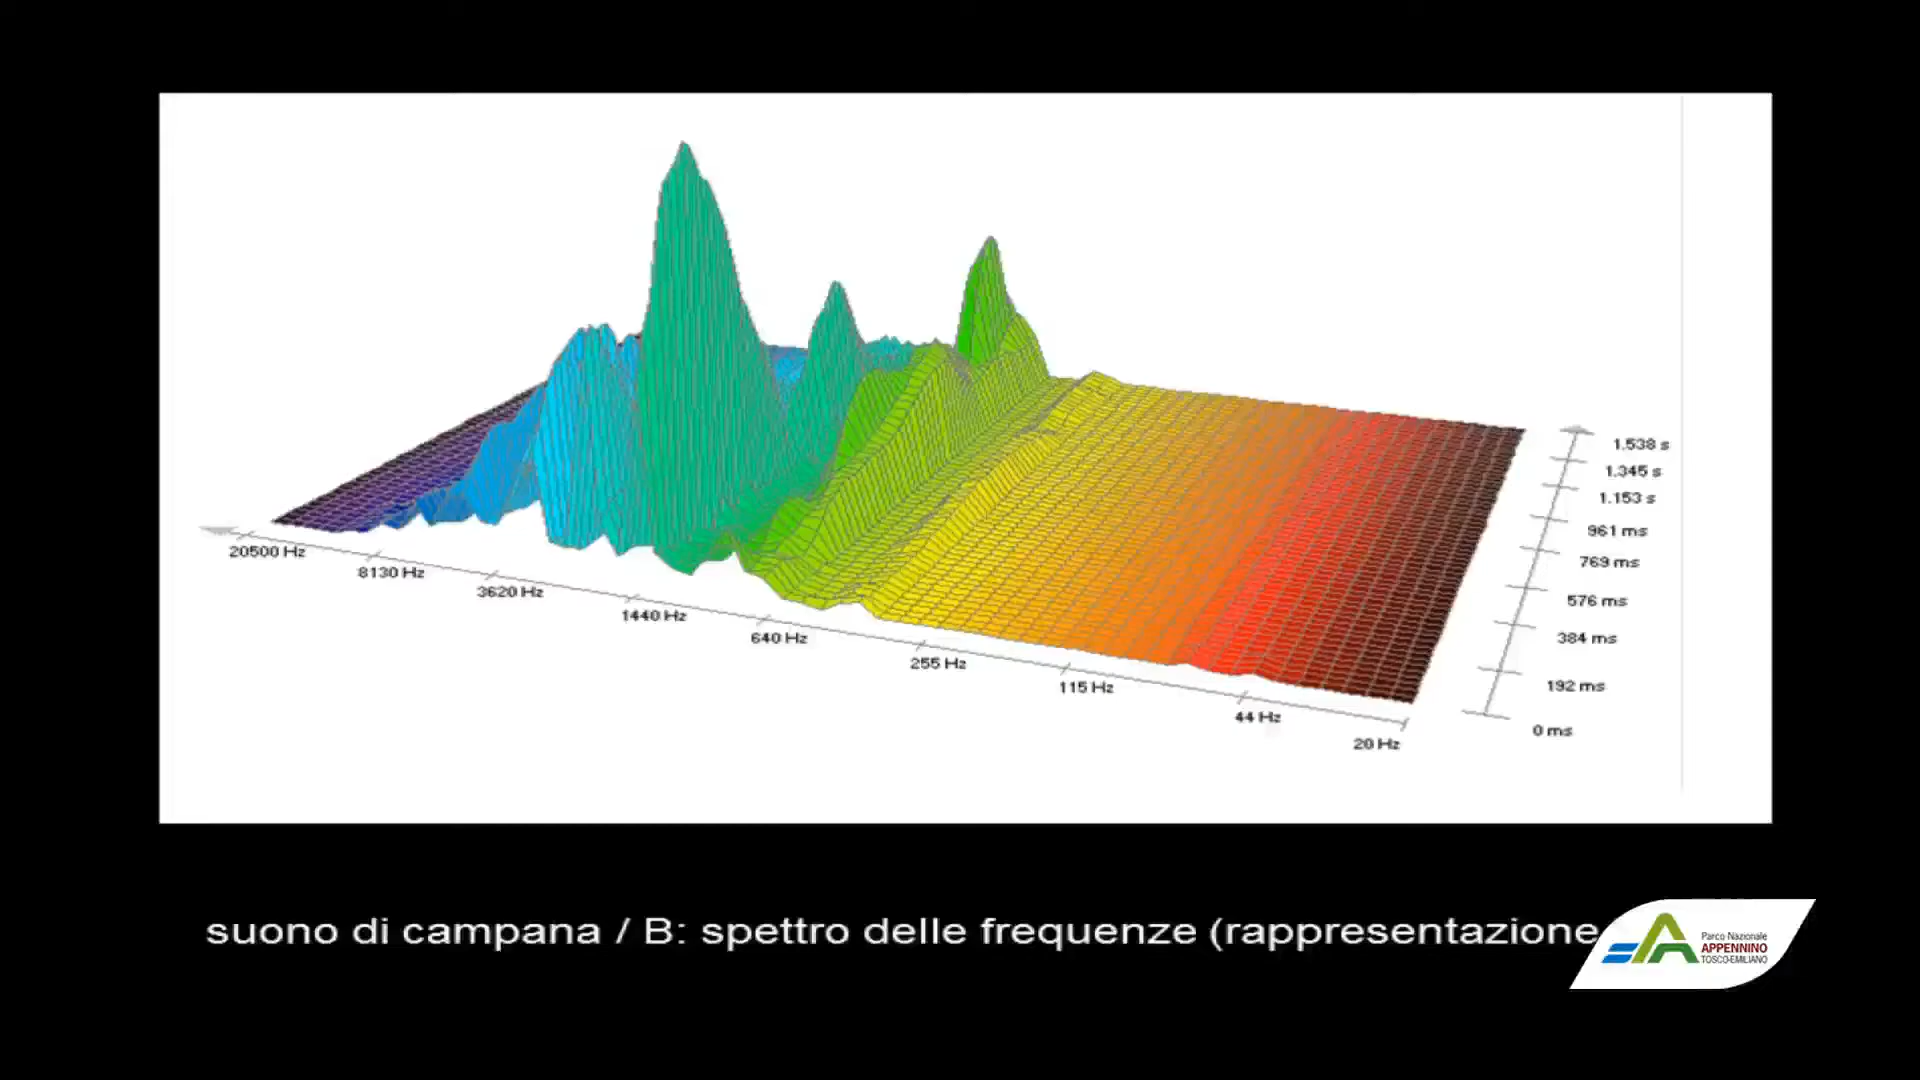 1.538 s
1.345 s
1.153 s
961 ms
769 ms
576 ms
384 ms
192 ms
0 ms
20500 Hz
8130 Hz
3620 Hz
1440 Hz
640 Hz
255 Hz
115 Hz
44 Hz
20 Hz
suono di campana / B: spettro delle frequenze (rappresentazione
Parco Nazionale
APPENNINO
TOSCO-EMILIANO